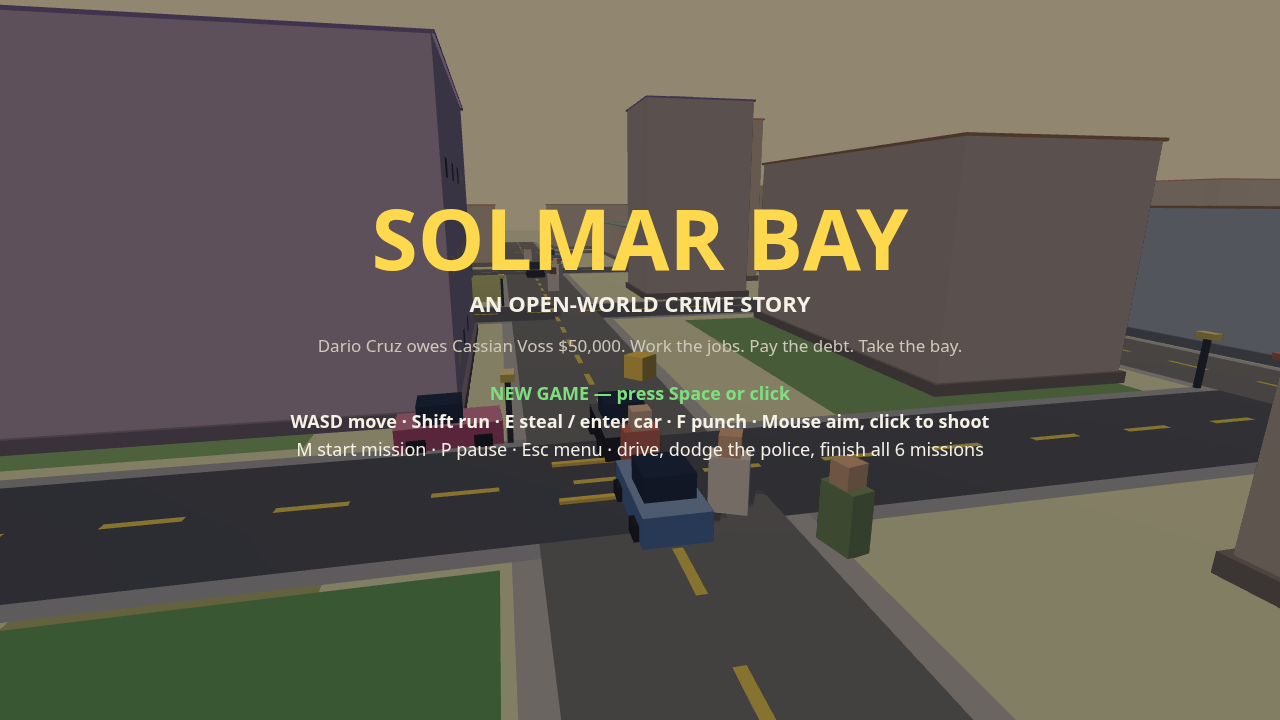 SOLMAR BAY
AN OPEN-WORLD CRIME STORY
Dario Cruz owes Cassian Voss $50,000. Work the jobs. Pay the debt. Take the bay.
NEW GAME — press Space or click
WASD move · Shift run · E steal / enter car · F punch · Mouse aim, click to shoot
M start mission · P pause · Esc menu · drive, dodge the police, finish all 6 missions